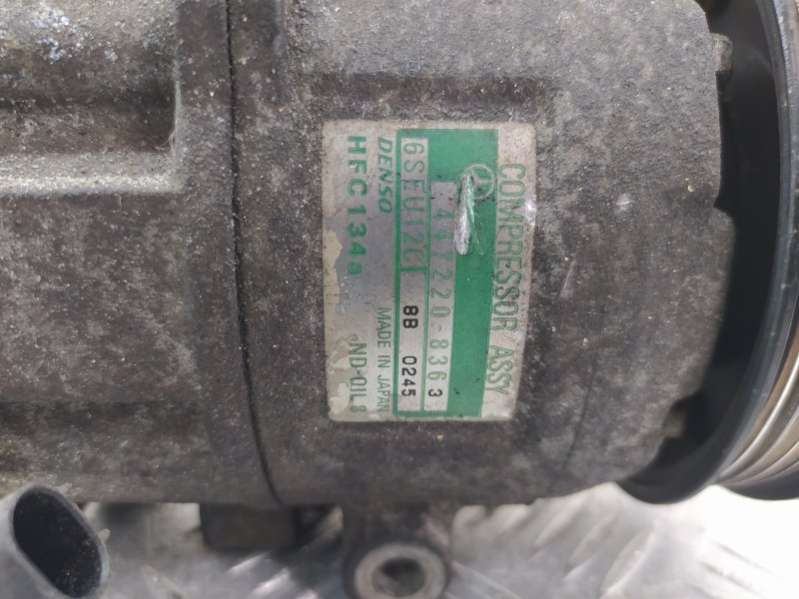 COMPRESSOR ASSY
447220-8363
6SEU12C 8B 0245
DENSO MADE IN JAPAN
HFC134a ND-OIL8